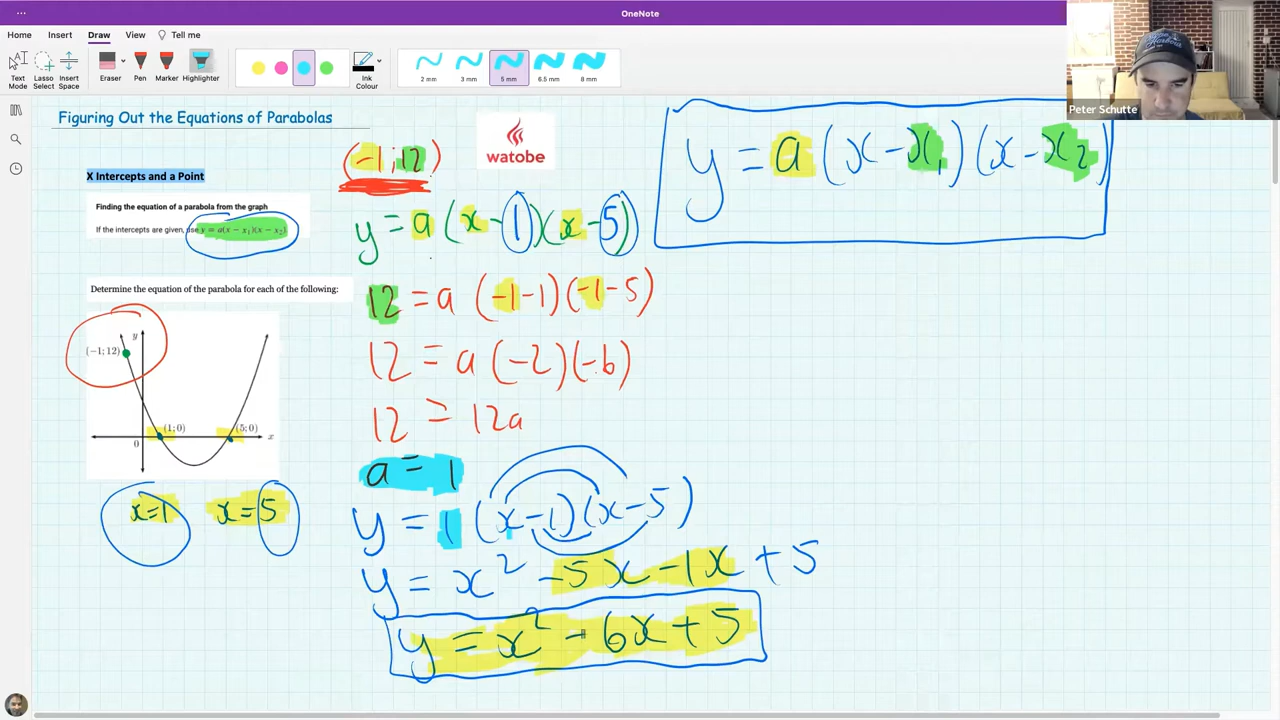 OneNote
Home Insert Draw View Tell me
Text Mode
Lasso Select
Insert Space
Eraser
Pen
Marker
Highlighter
Ink Colour
2 mm
3 mm
5 mm
6.5 mm
8 mm
Peter Schutte
Figuring Out the Equations of Parabolas
X Intercepts and a Point
Finding the equation of a parabola from the graph
If the intercepts are given, use y = a(x − x₁)(x − x₂)
Determine the equation of the parabola for each of the following:
(−1; 12)
y
0
(1; 0)
(5; 0)
x
x=1
x=5
(-1;12)
watobe
y = a(x-1)(x-5)
12 = a(-1-1)(-1-5)
12 = a(-2)(-6)
12 = 12a
a = 1
y = 1(x-1)(x-5)
y = x² -5x -1x + 5
y = x² - 6x + 5
y = a(x-x₁)(x-x₂)